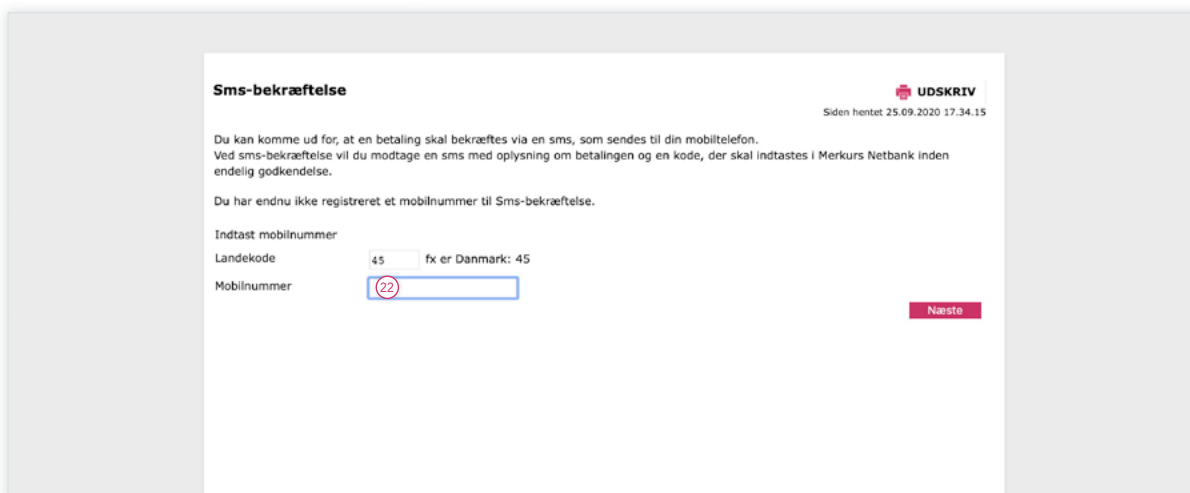 Sms-bekræftelse
UDSKRIV
Siden hentet 25.09.2020 17.34.15
Du kan komme ud for, at en betaling skal bekræftes via en sms, som sendes til din mobiltelefon.
Ved sms-bekræftelse vil du modtage en sms med oplysning om betalingen og en kode, der skal indtastes i Merkurs Netbank inden
endelig godkendelse.
Du har endnu ikke registreret et mobilnummer til Sms-bekræftelse.
Indtast mobilnummer
Landekode 45 fx er Danmark: 45
Mobilnummer 22
Næste